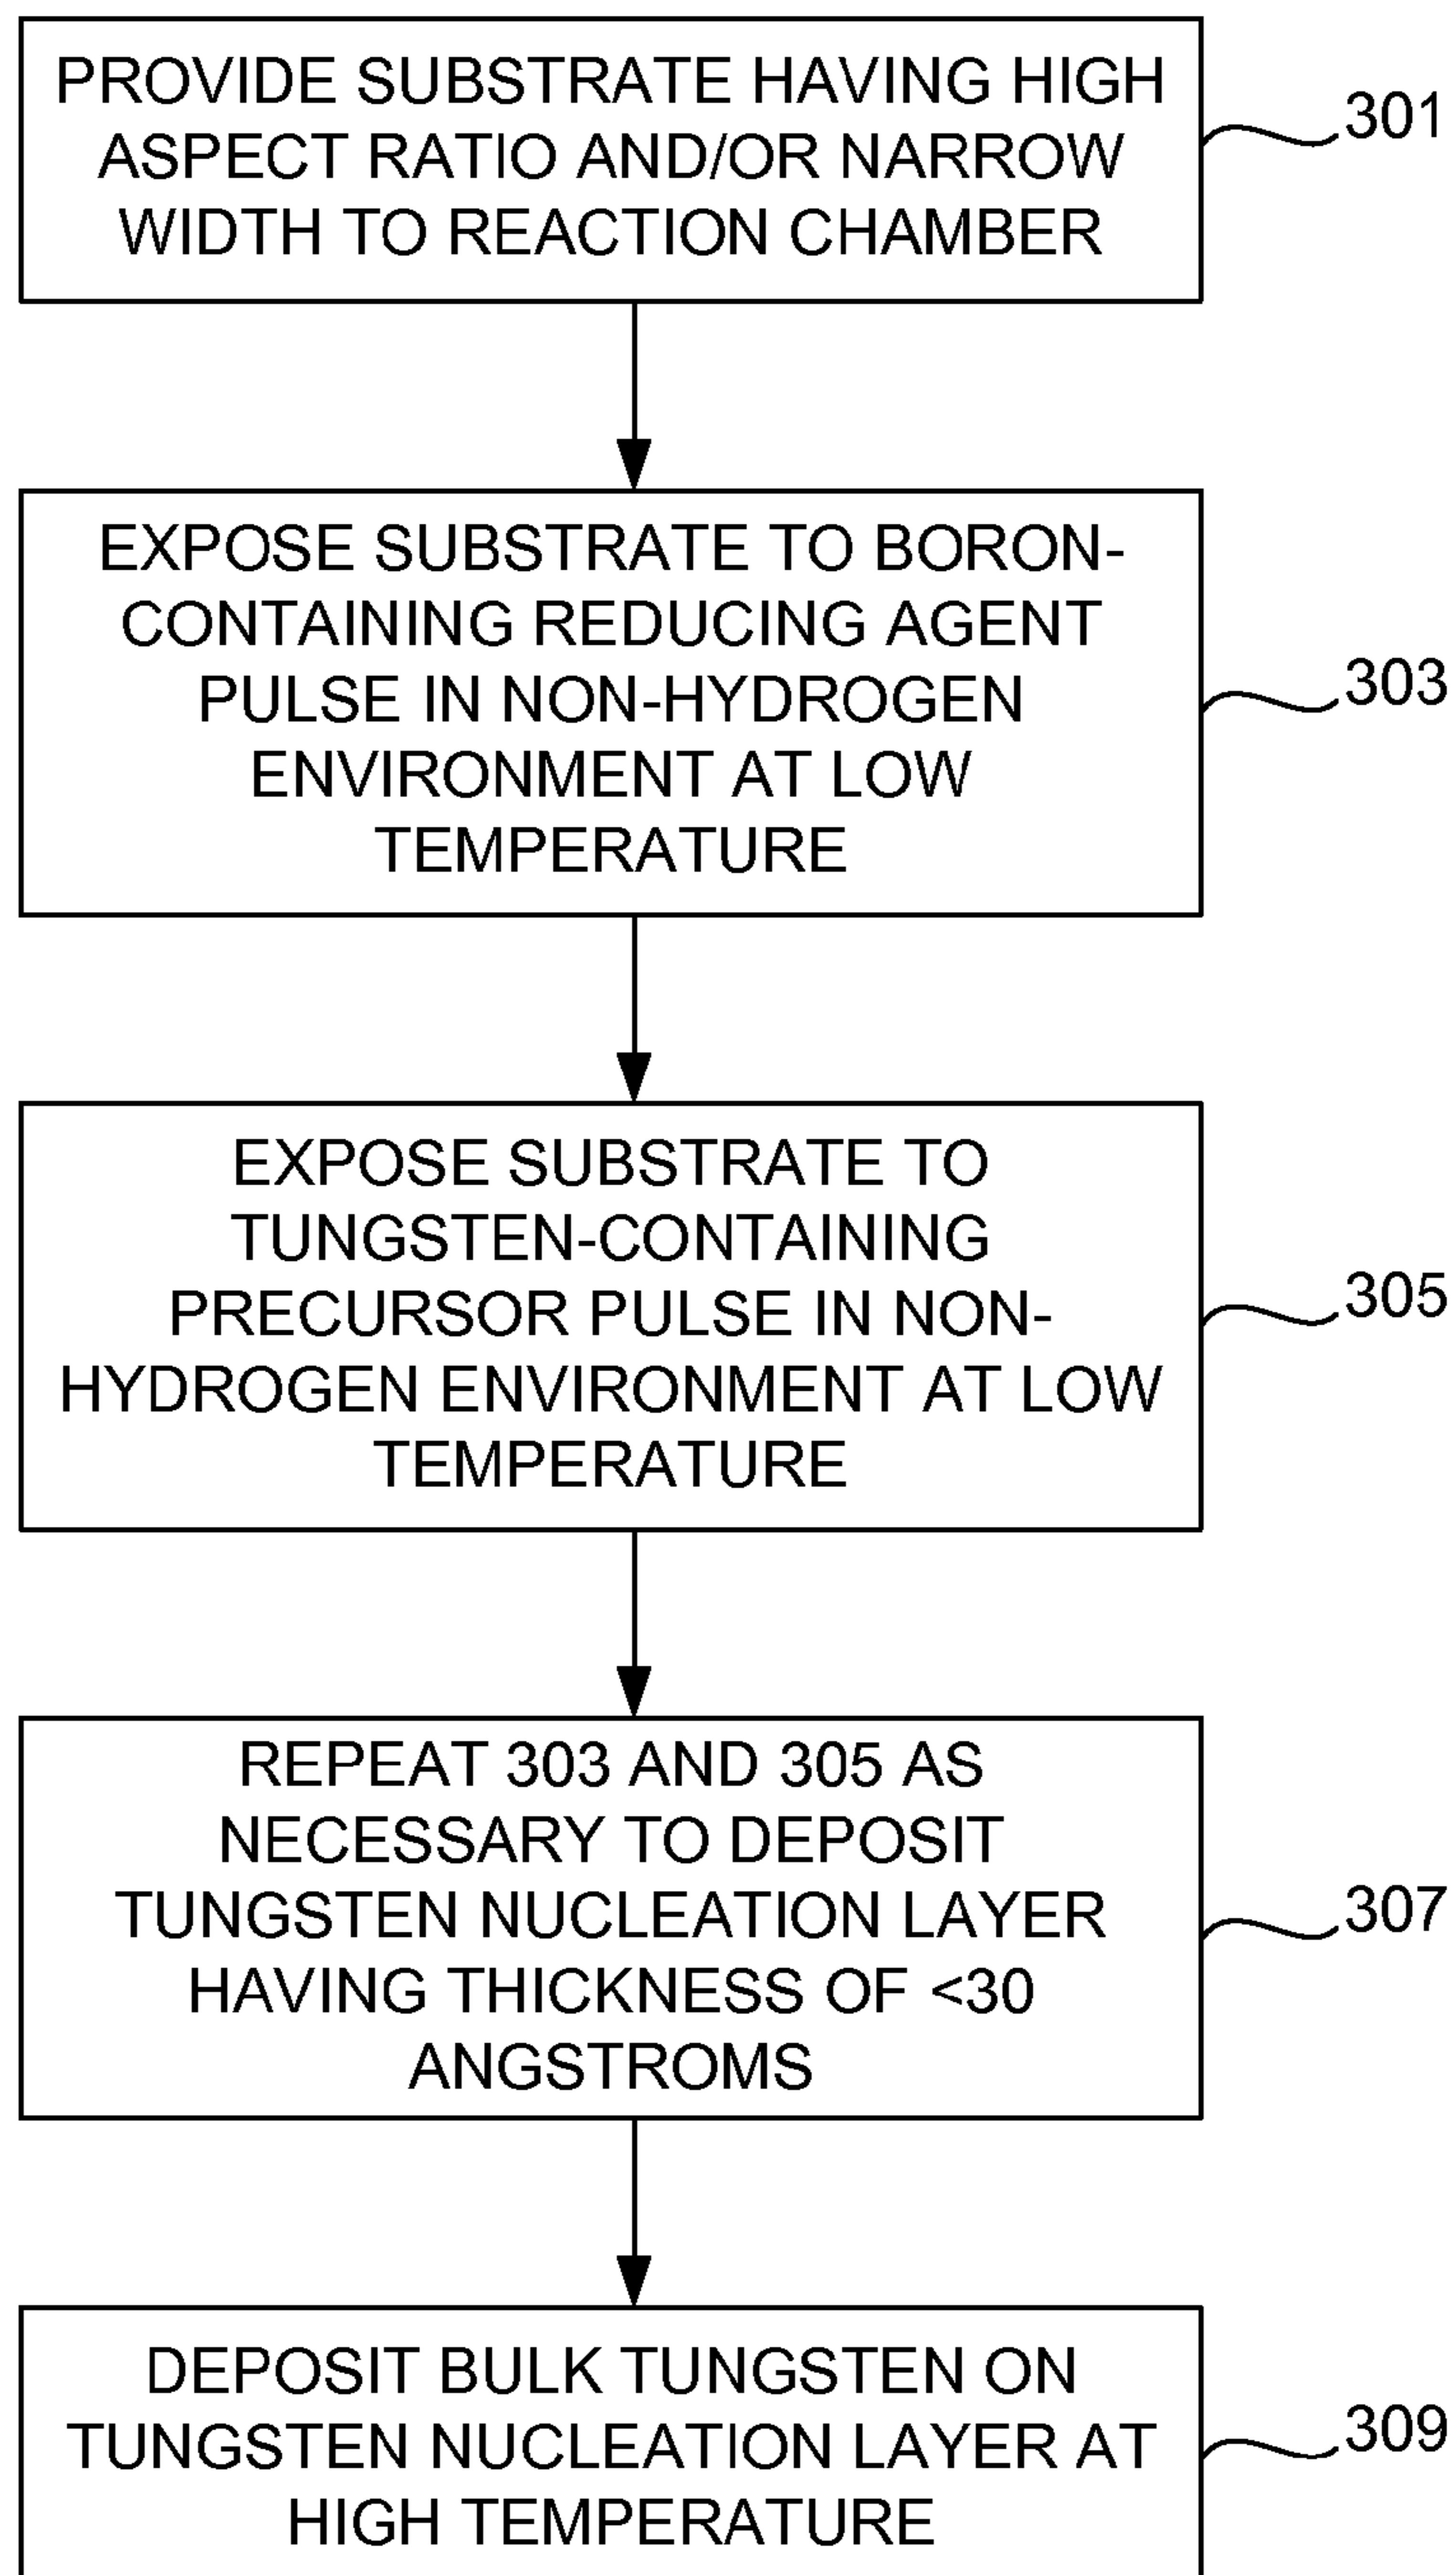 PROVIDE SUBSTRATE HAVING HIGH
ASPECT RATIO AND/OR NARROW
WIDTH TO REACTION CHAMBER
301
EXPOSE SUBSTRATE TO BORON-
CONTAINING REDUCING AGENT
PULSE IN NON-HYDROGEN
ENVIRONMENT AT LOW
TEMPERATURE
303
EXPOSE SUBSTRATE TO
TUNGSTEN-CONTAINING
PRECURSOR PULSE IN NON-
HYDROGEN ENVIRONMENT AT LOW
TEMPERATURE
305
REPEAT 303 AND 305 AS
NECESSARY TO DEPOSIT
TUNGSTEN NUCLEATION LAYER
HAVING THICKNESS OF <30
ANGSTROMS
307
DEPOSIT BULK TUNGSTEN ON
TUNGSTEN NUCLEATION LAYER AT
HIGH TEMPERATURE
309